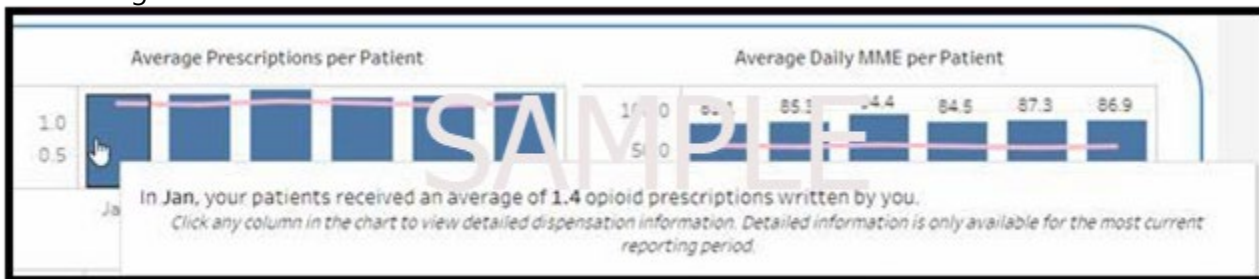 Average Prescriptions per Patient
Average Daily MME per Patient
1.0
0.5
84.5 87.3 86.9
SAMPLE
In Jan, your patients received an average of 1.4 opioid prescriptions written by you.
Click any column in the chart to view detailed dispensation information. Detailed information is only available for the most current
reporting period.